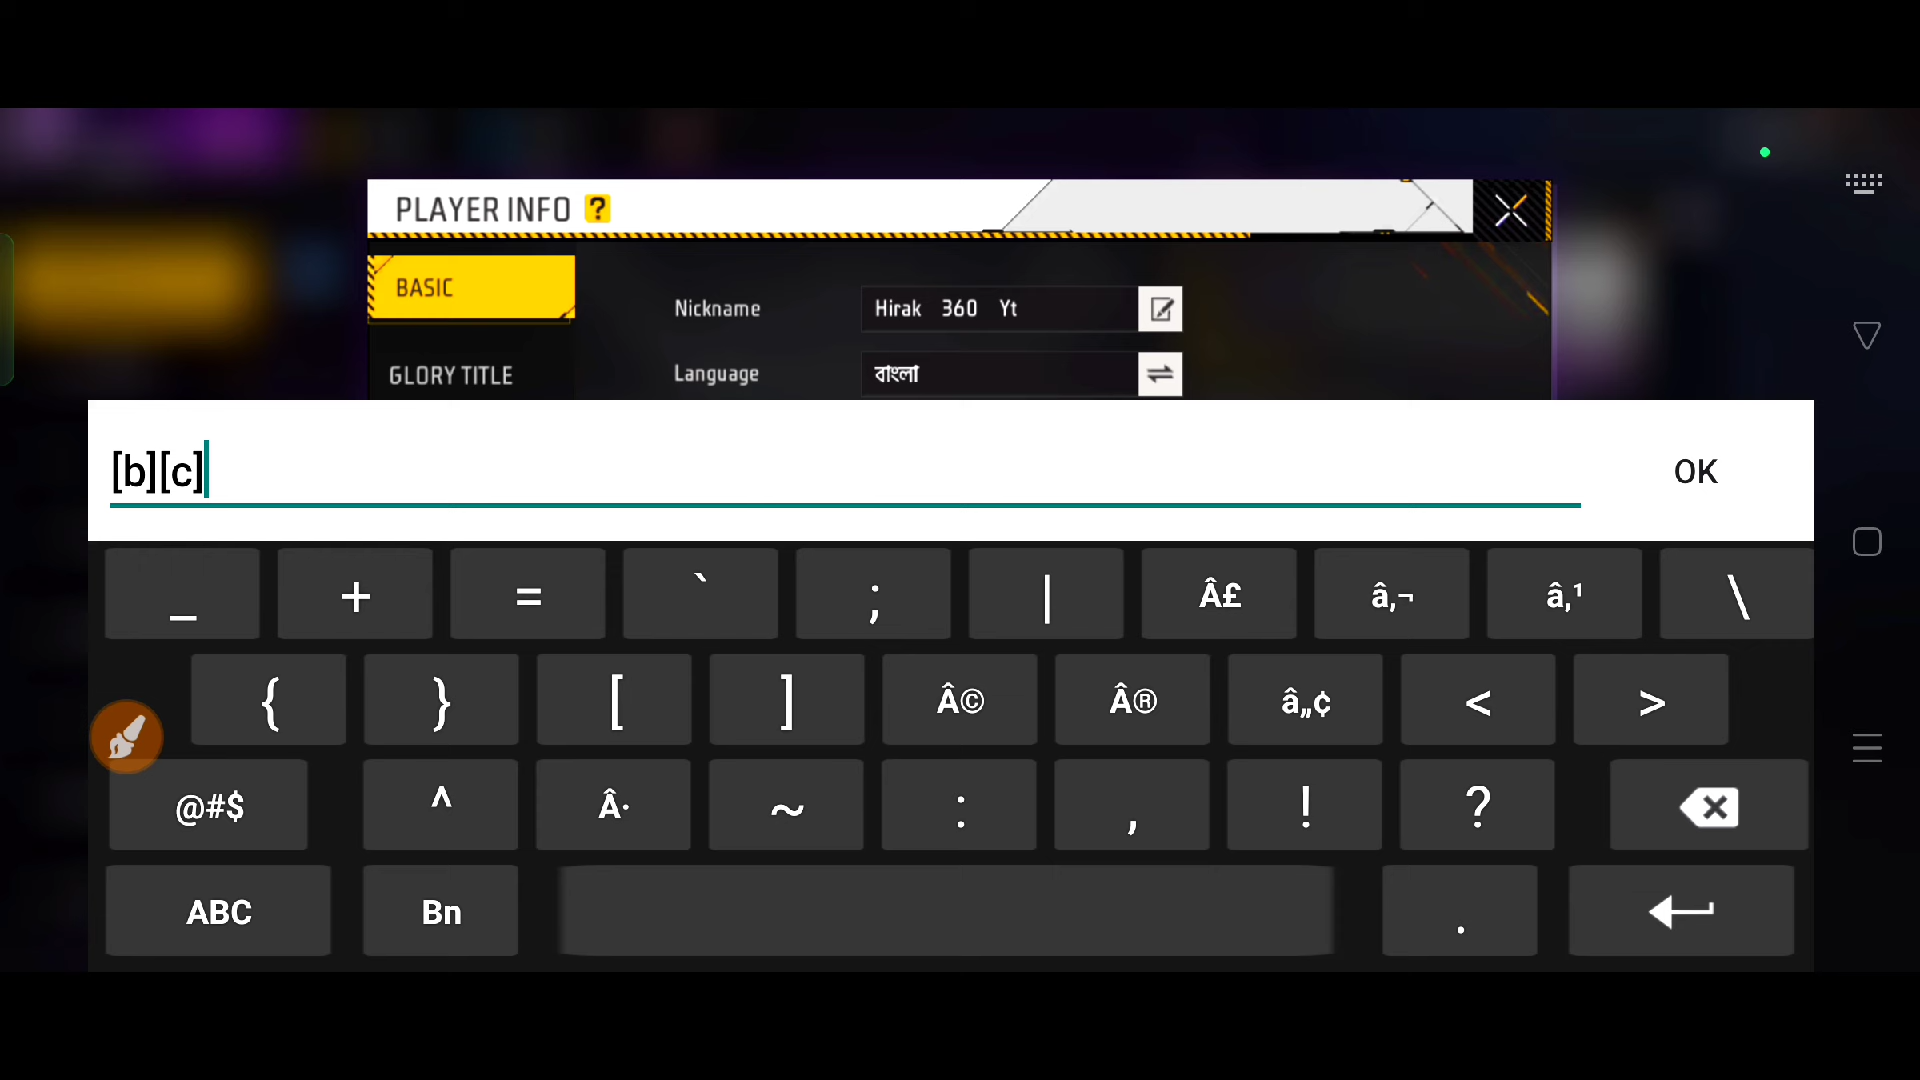 PLAYER INFO ?
BASIC
Nickname Hirak 360 Yt
GLORY TITLE
Language বাংলা
[b][c]
OK
_ + = ` ; | Â£ â‚¬ â‚¹ \
{ } [ ] Â© Â® â„¢ < >
@#$ ^ Â· ~ : , ! ?
ABC Bn .